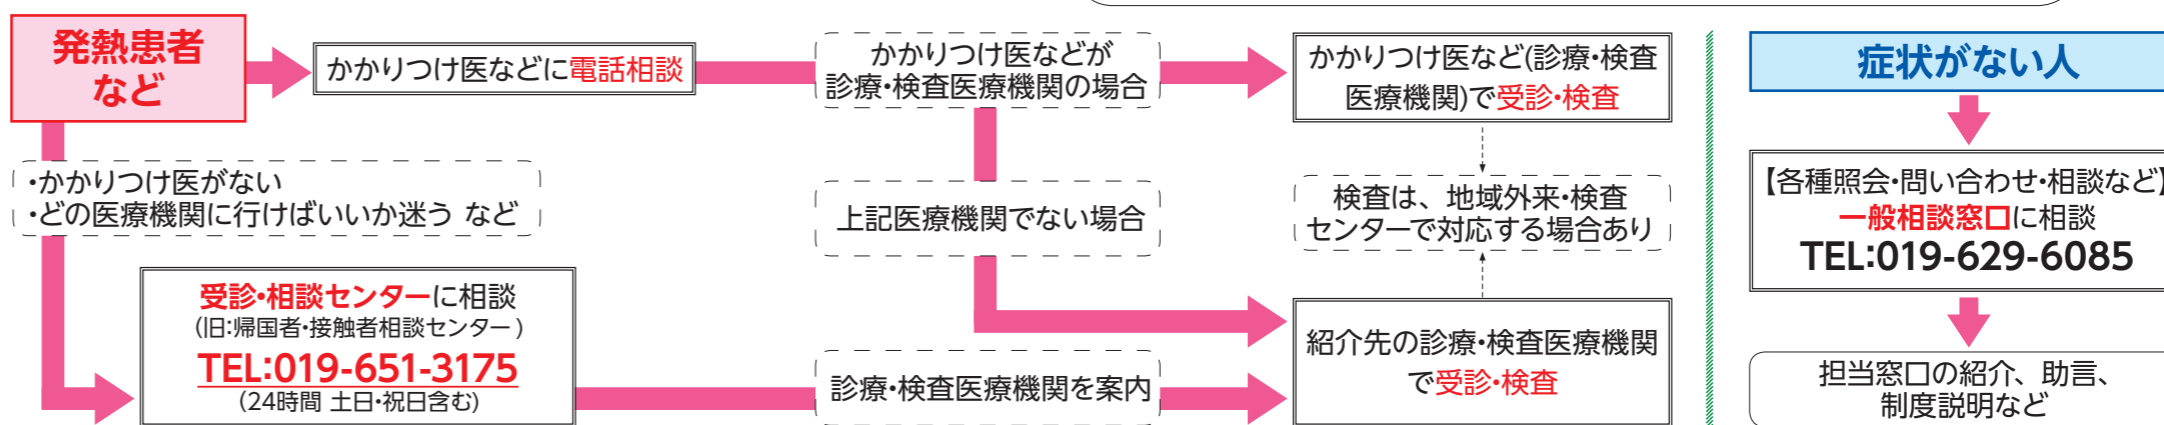 発熱患者
など
かかりつけ医などに電話相談
かかりつけ医などが
診療・検査医療機関の場合
かかりつけ医など(診療・検査
医療機関)で受診・検査
・かかりつけ医がない
・どの医療機関に行けばいいか迷う など
上記医療機関でない場合
検査は、地域外来・検査
センターで対応する場合あり
受診・相談センターに相談
(旧:帰国者・接触者相談センター)
TEL:019-651-3175
(24時間 土日・祝日含む)
診療・検査医療機関を案内
紹介先の診療・検査医療機関
で受診・検査
症状がない人
【各種照会・問い合わせ・相談など】
一般相談窓口に相談
TEL:019-629-6085
担当窓口の紹介、助言、
制度説明など